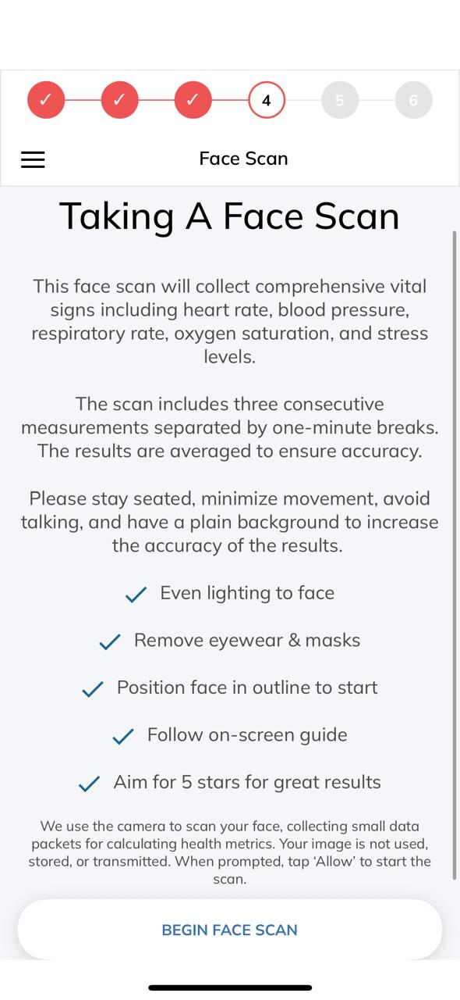 ✓ ✓ ✓ 4 5 6
Face Scan
Taking A Face Scan
This face scan will collect comprehensive vital
signs including heart rate, blood pressure,
respiratory rate, oxygen saturation, and stress
levels.
The scan includes three consecutive
measurements separated by one-minute breaks.
The results are averaged to ensure accuracy.
Please stay seated, minimize movement, avoid
talking, and have a plain background to increase
the accuracy of the results.
Even lighting to face
Remove eyewear & masks
Position face in outline to start
Follow on-screen guide
Aim for 5 stars for great results
We use the camera to scan your face, collecting small data
packets for calculating health metrics. Your image is not used,
stored, or transmitted. When prompted, tap ‘Allow’ to start the
scan.
BEGIN FACE SCAN